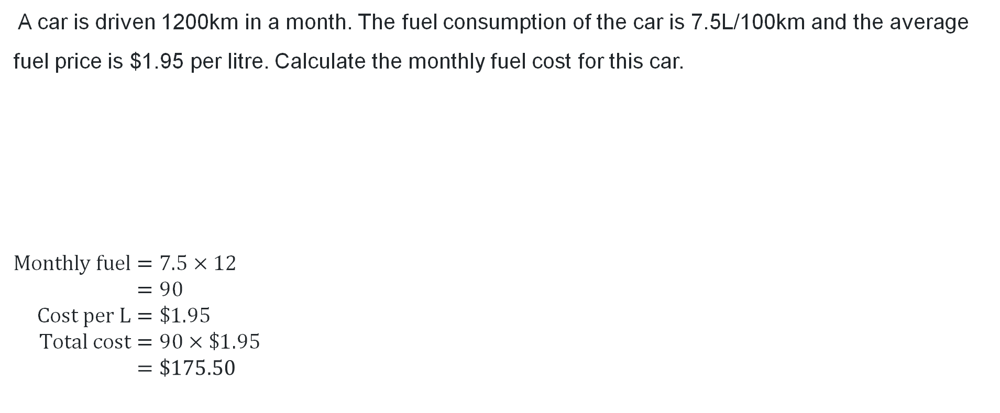 A car is driven 1200km in a month. The fuel consumption of the car is 7.5L/100km and the average
fuel price is $1.95 per litre. Calculate the monthly fuel cost for this car.
Monthly fuel = 7.5 × 12
= 90
Cost per L = $1.95
Total cost = 90 × $1.95
= $175.50